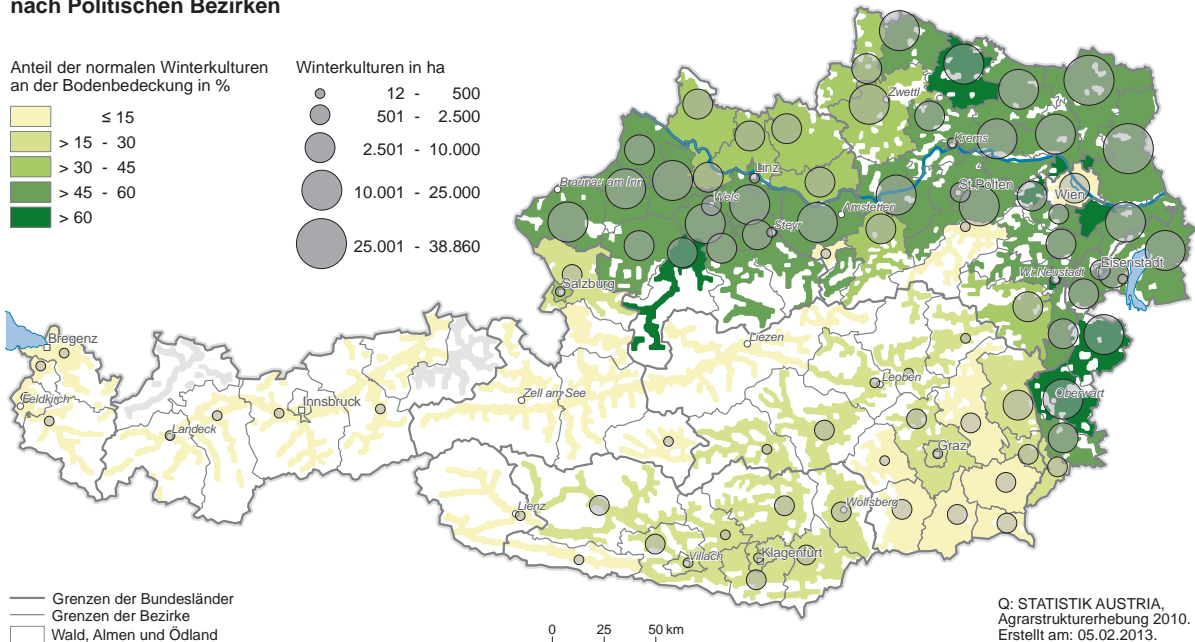 nach Politischen Bezirken
Anteil der normalen Winterkulturen
an der Bodenbedeckung in %
≤ 15
> 15 - 30
> 30 - 45
> 45 - 60
> 60
Winterkulturen in ha
12 - 500
501 - 2.500
2.501 - 10.000
10.001 - 25.000
25.001 - 38.860
Zwettl
Krems
Linz
Braunau am Inn
St.Pölten
Wien
Wels
Amstetten
Steyr
Eisenstadt
Wr.Neustadt
Salzburg
Bregenz
Liezen
Leoben
Feldkirch
Innsbruck
Zell am See
Oberwart
Landeck
Graz
Lienz
Wolfsberg
Villach
Klagenfurt
Grenzen der Bundesländer
Grenzen der Bezirke
Wald, Almen und Ödland
0 25 50 km
Q: STATISTIK AUSTRIA,
Agrarstrukturerhebung 2010.
Erstellt am: 05.02.2013.